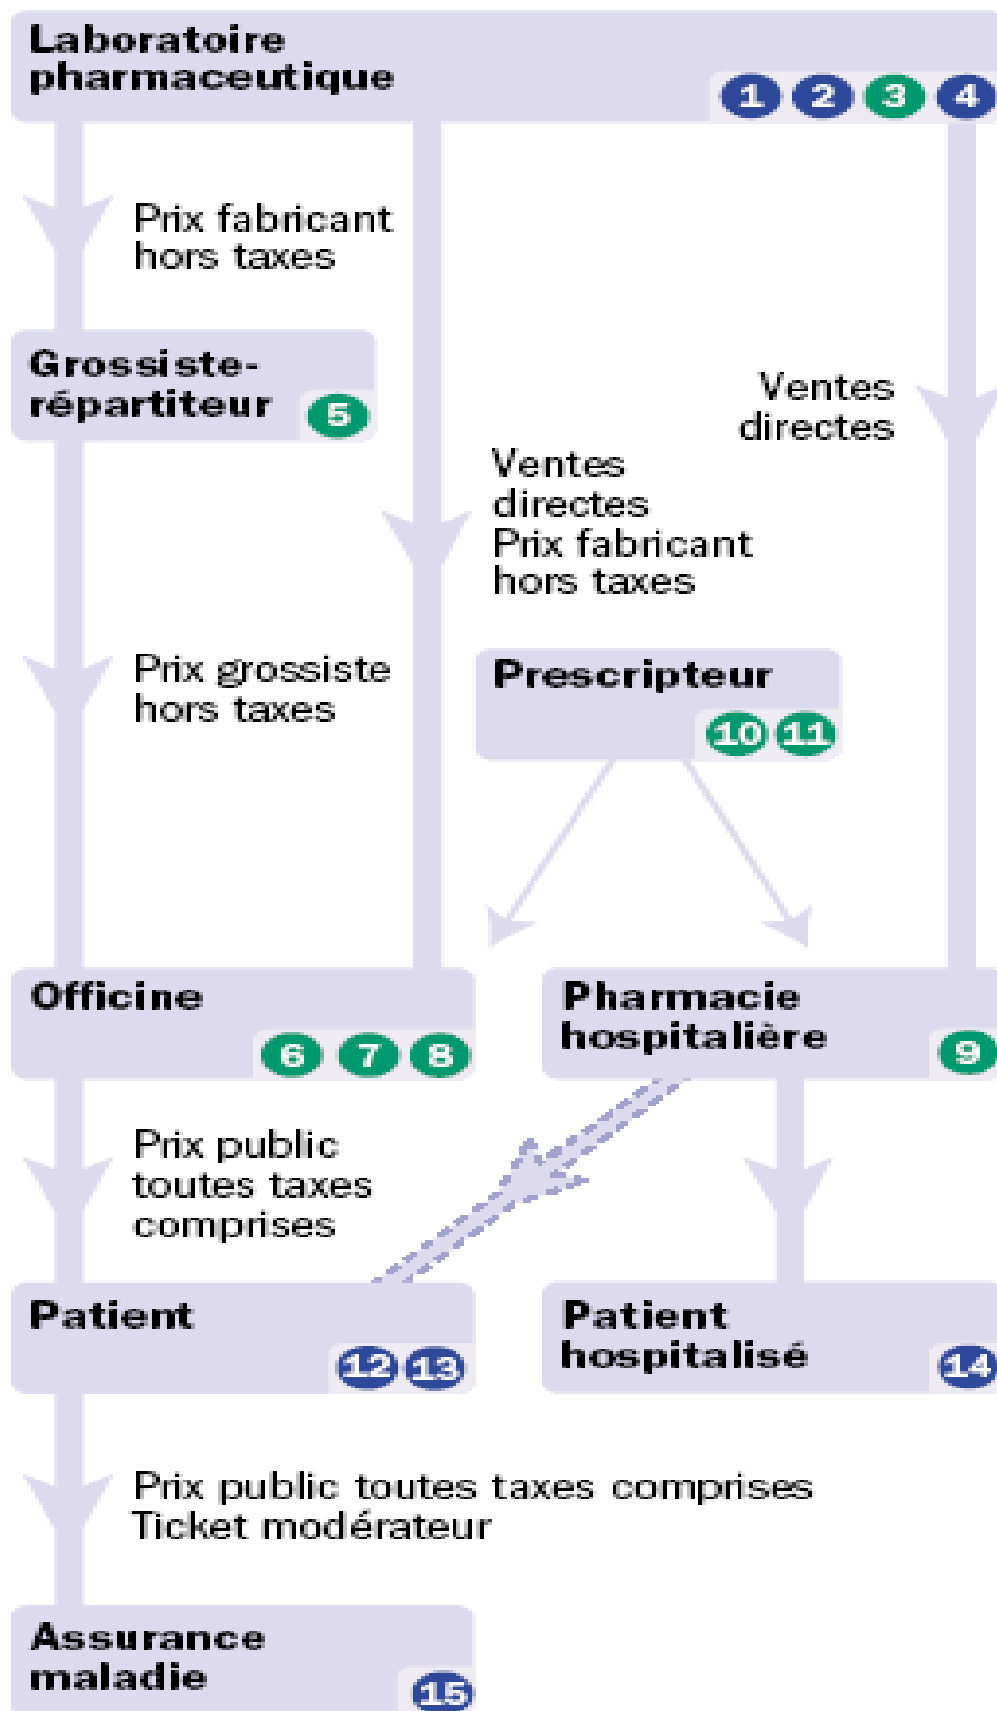 Laboratoire
pharmaceutique
1 2 3 4
Prix fabricant
hors taxes
Grossiste-
répartiteur 5
Ventes
directes
Ventes
directes
Prix fabricant
hors taxes
Prix grossiste
hors taxes
Prescripteur
10 11
Officine
6 7 8
Pharmacie
hospitalière 9
Prix public
toutes taxes
comprises
Patient
12 13
Patient
hospitalisé 14
Prix public toutes taxes comprises
Ticket modérateur
Assurance
maladie 15